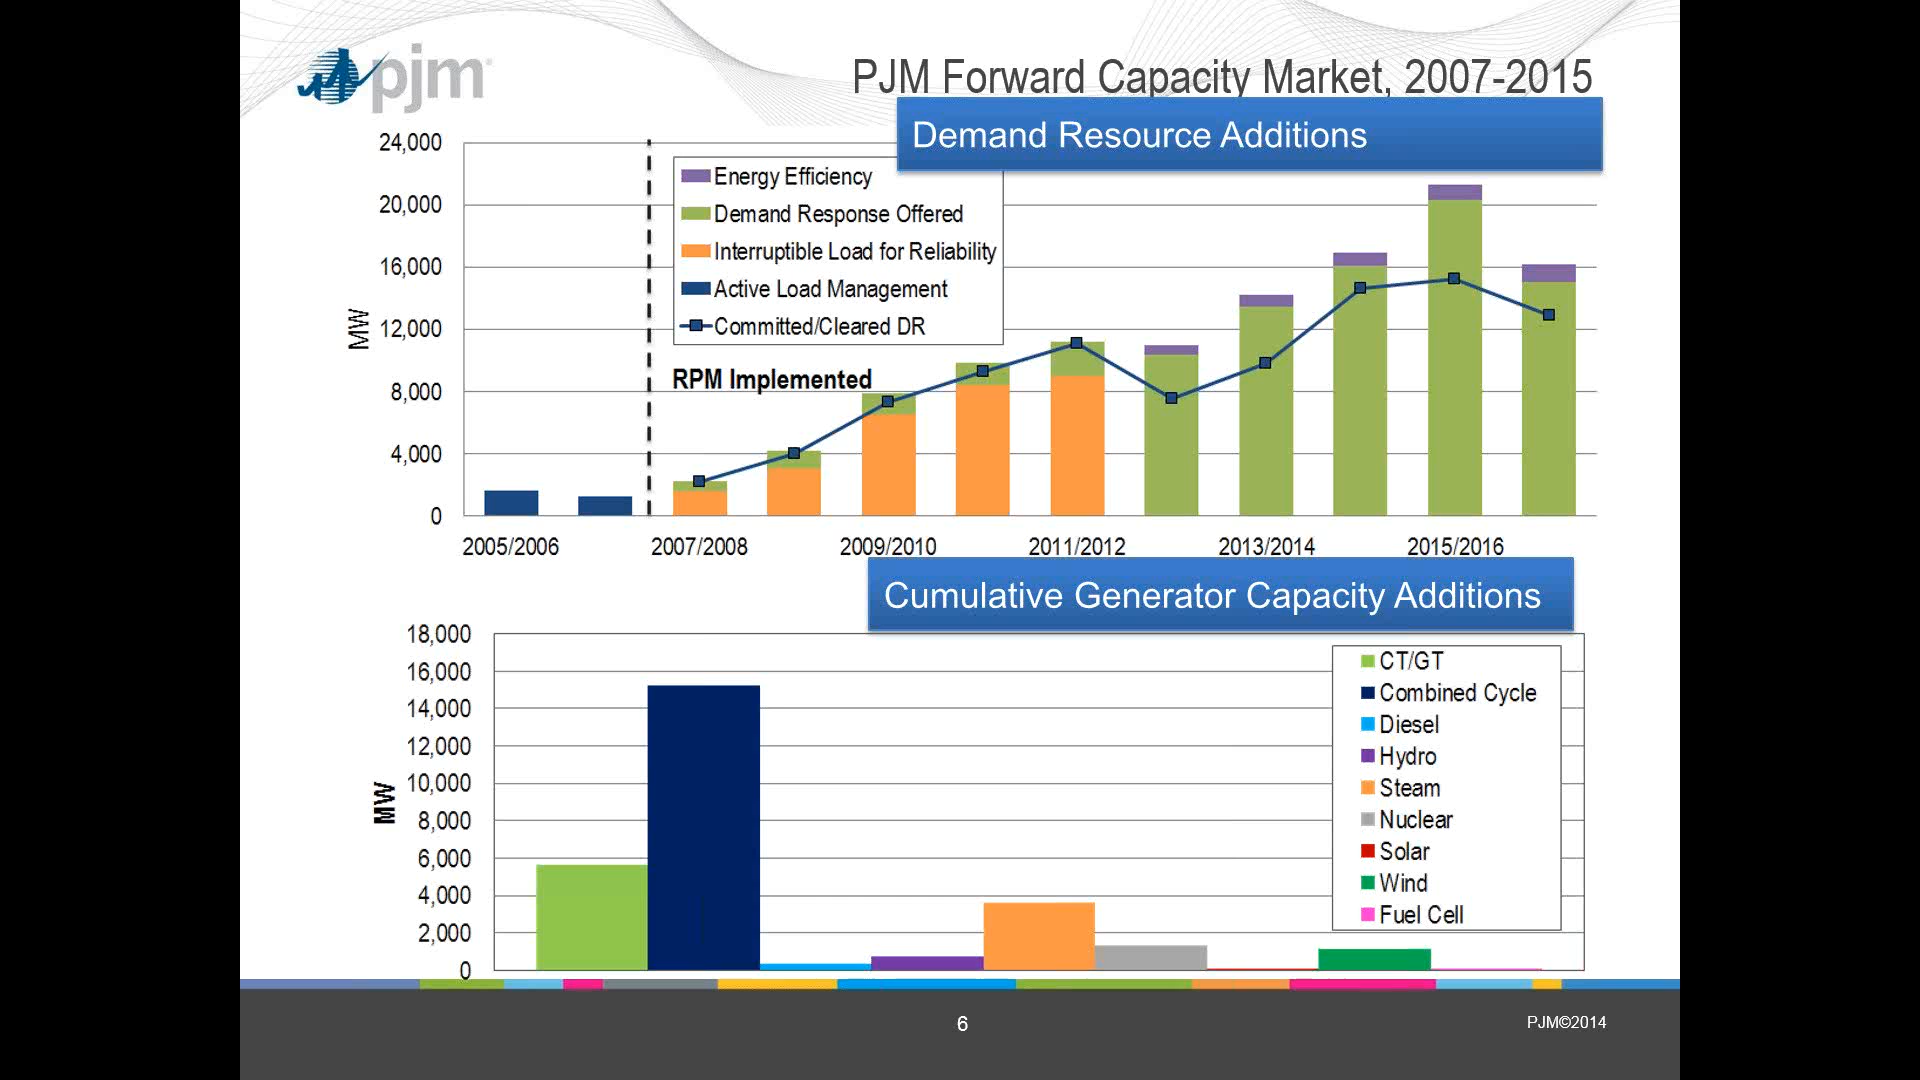 pjm
PJM Forward Capacity Market, 2007-2015
Demand Resource Additions
24,000
20,000
16,000
12,000
8,000
4,000
0
MW
Energy Efficiency
Demand Response Offered
Interruptible Load for Reliability
Active Load Management
Committed/Cleared DR
RPM Implemented
2005/2006 2007/2008 2009/2010 2011/2012 2013/2014 2015/2016
Cumulative Generator Capacity Additions
18,000
16,000
14,000
12,000
10,000
8,000
6,000
4,000
2,000
0
MW
CT/GT
Combined Cycle
Diesel
Hydro
Steam
Nuclear
Solar
Wind
Fuel Cell
6
PJM©2014